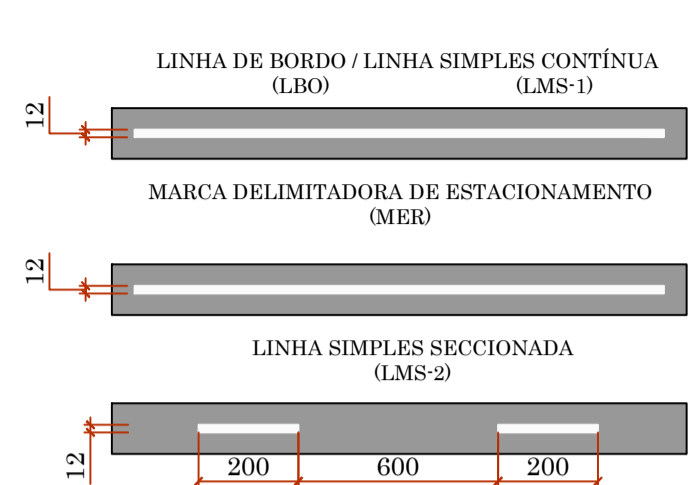 LINHA DE BORDO / LINHA SIMPLES CONTÍNUA
(LBO) (LMS-1)
12
MARCA DELIMITADORA DE ESTACIONAMENTO
(MER)
12
LINHA SIMPLES SECCIONADA
(LMS-2)
12
200 600 200